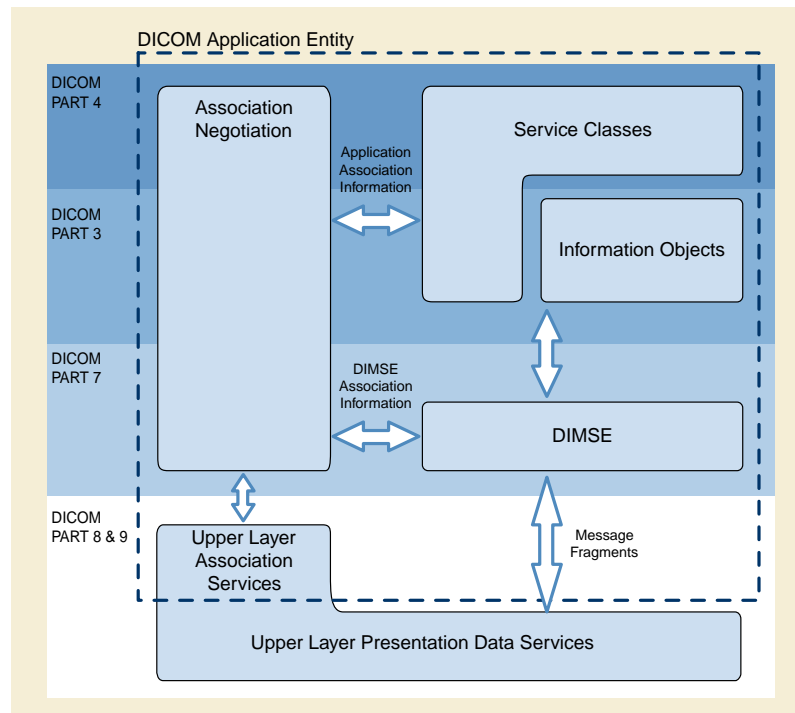 DICOM Application Entity
DICOM
PART 4
Association
Negotiation
Service Classes
Application
Association
Information
DICOM
PART 3
Information Objects
DICOM
PART 7
DIMSE
Association
Information
DIMSE
DICOM
PART 8 & 9
Upper Layer
Association
Services
Message
Fragments
Upper Layer Presentation Data Services